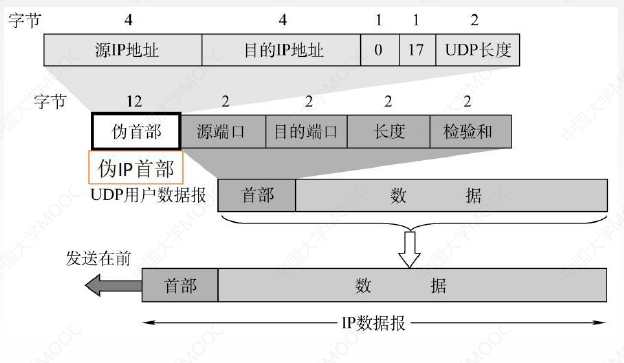 字节 4 4 1 1 2
源IP地址 目的IP地址 0 17 UDP长度
字节 12 2 2 2 2
伪首部 源端口 目的端口 长度 检验和
伪IP首部
UDP用户数据报 首部 数 据
发送在前
首部 数 据
IP数据报
中国大学MOOC